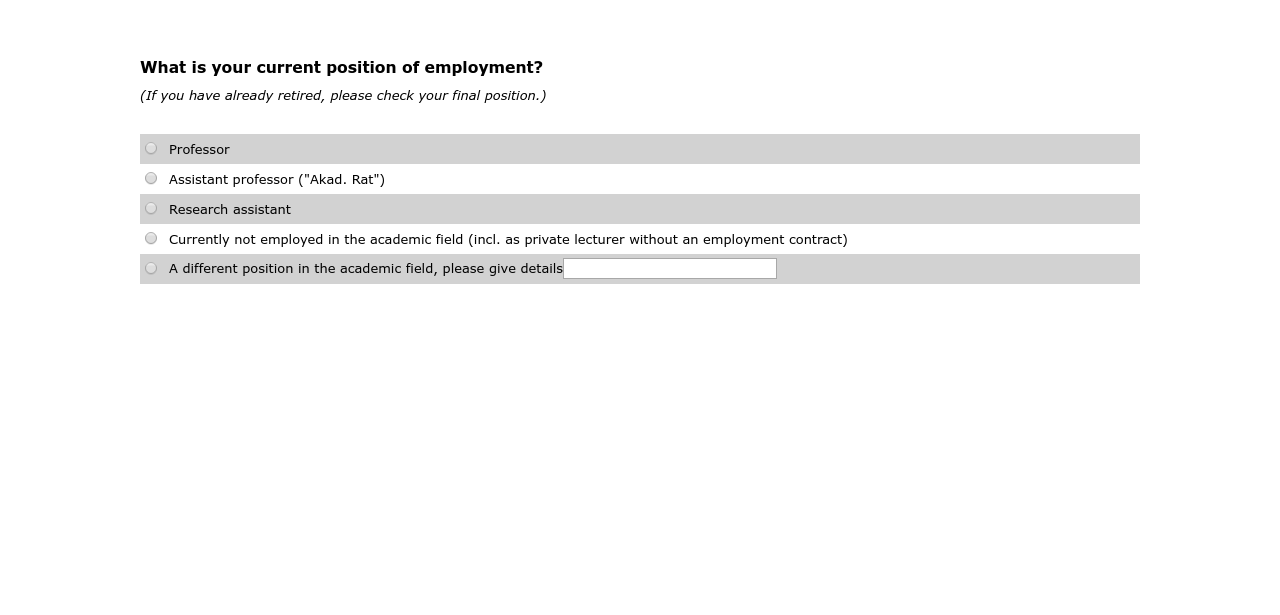 What is your current position of employment?
(If you have already retired, please check your final position.)
Professor
Assistant professor ("Akad. Rat")
Research assistant
Currently not employed in the academic field (incl. as private lecturer without an employment contract)
A different position in the academic field, please give details